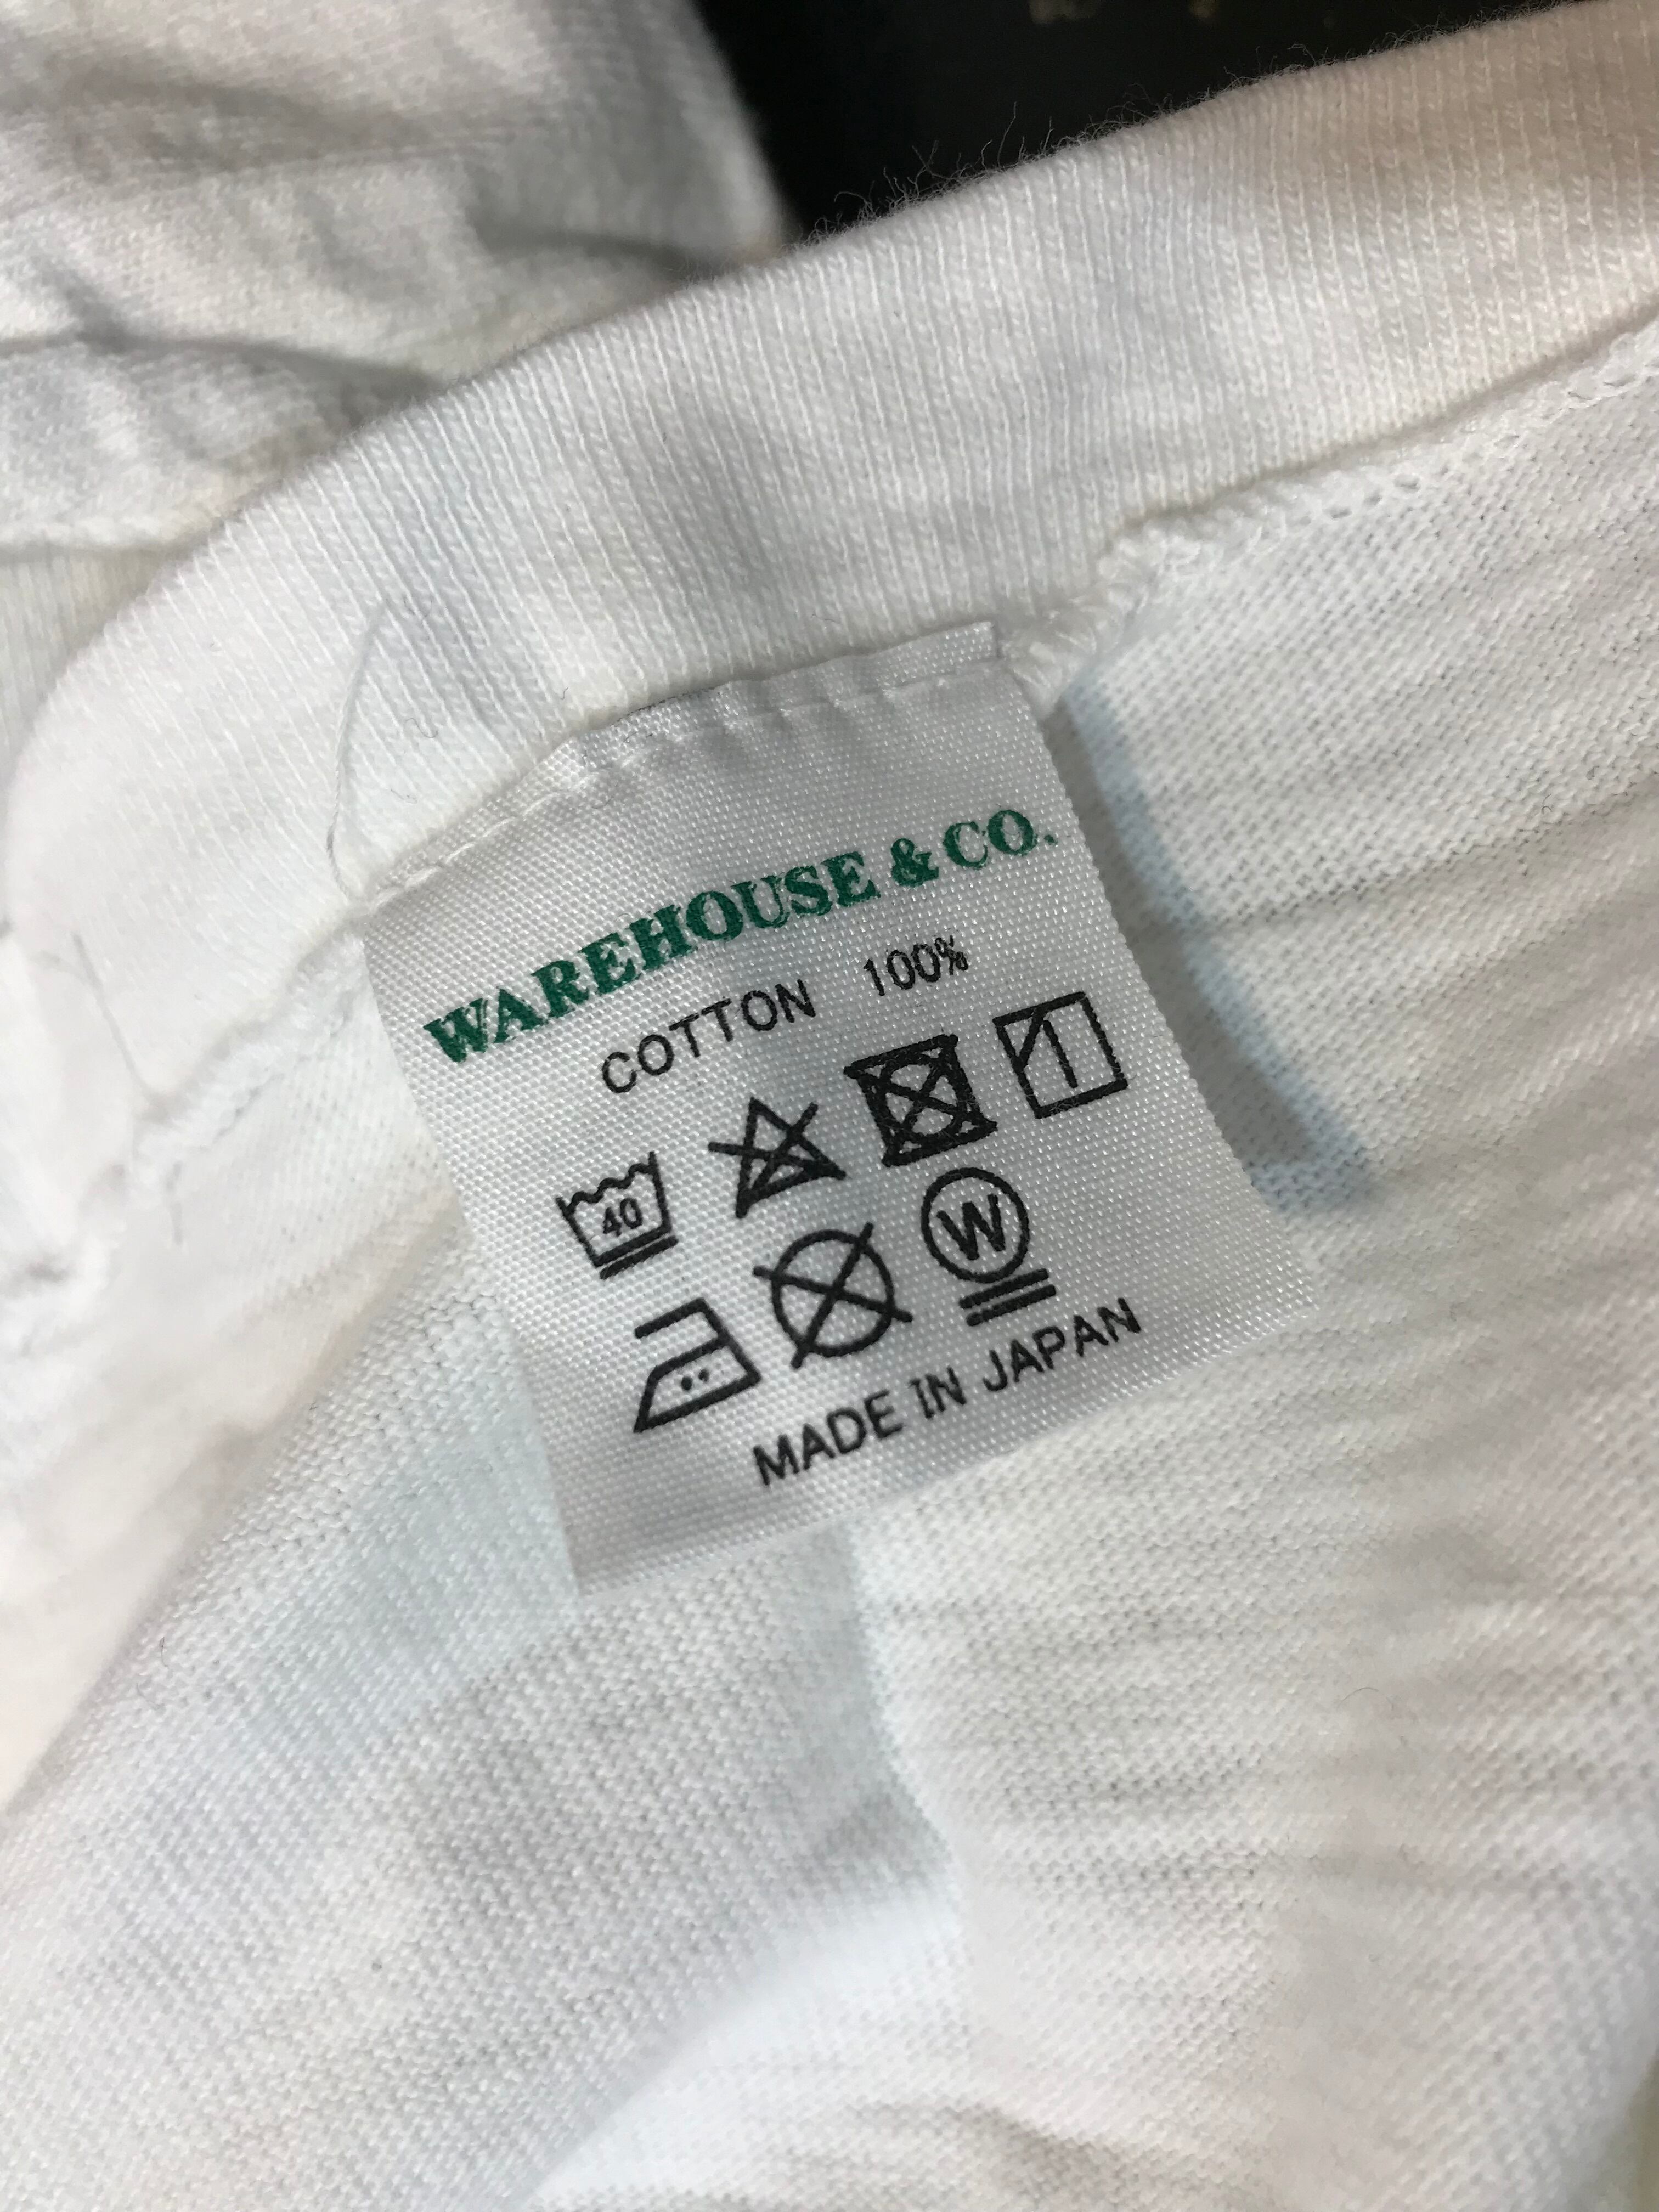 WAREHOUSE & CO.
COTTON 100%
40
W
MADE IN JAPAN